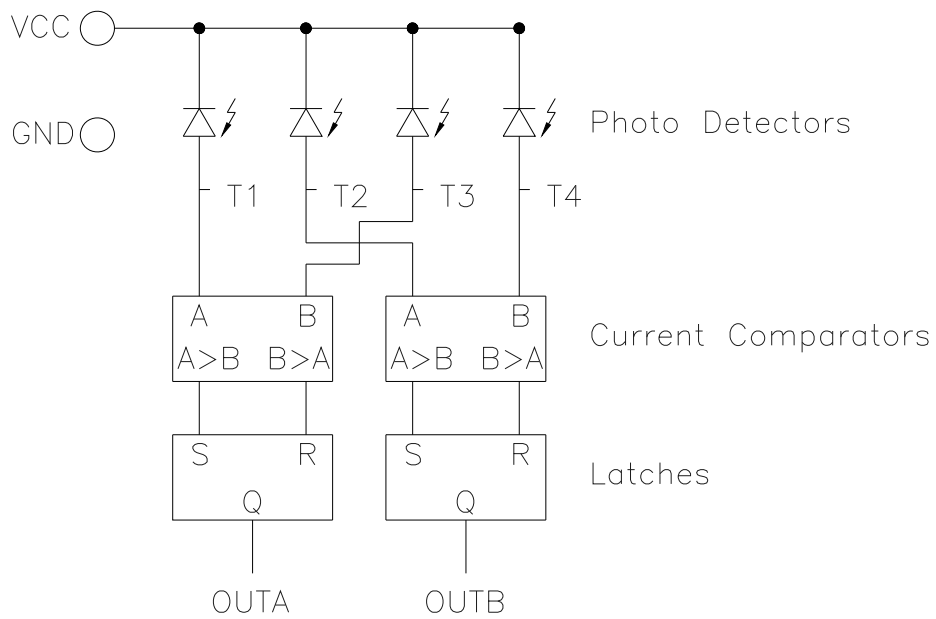 VCC
GND
Photo Detectors
T1 T2 T3 T4
A B A B
A>B B>A A>B B>A
Current Comparators
S R S R
Q Q
Latches
OUTA OUTB